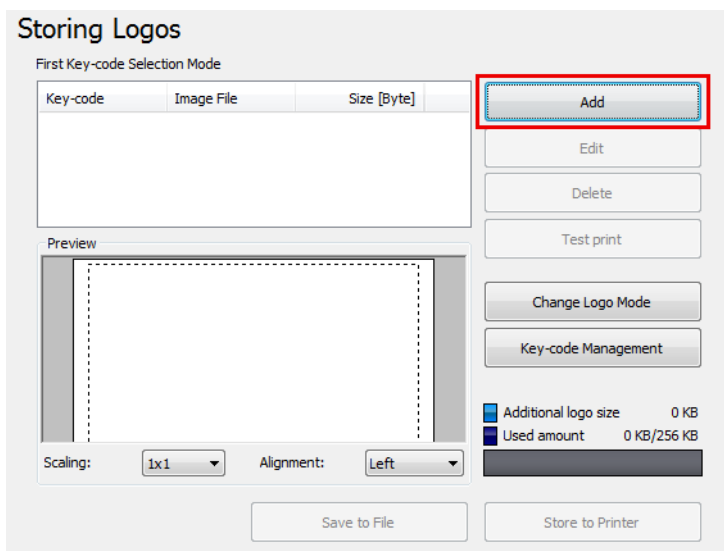 Storing Logos
First Key-code Selection Mode
Key-code Image File Size [Byte]
Add
Edit
Delete
Test print
Preview
Change Logo Mode
Key-code Management
Additional logo size 0 KB
Used amount 0 KB/256 KB
Scaling: 1x1 Alignment: Left
Save to File Store to Printer